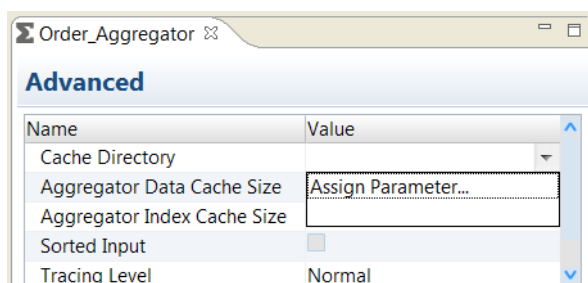 Order_Aggregator
Advanced
Name Value
Cache Directory
Aggregator Data Cache Size Assign Parameter...
Aggregator Index Cache Size
Sorted Input
Tracing Level Normal